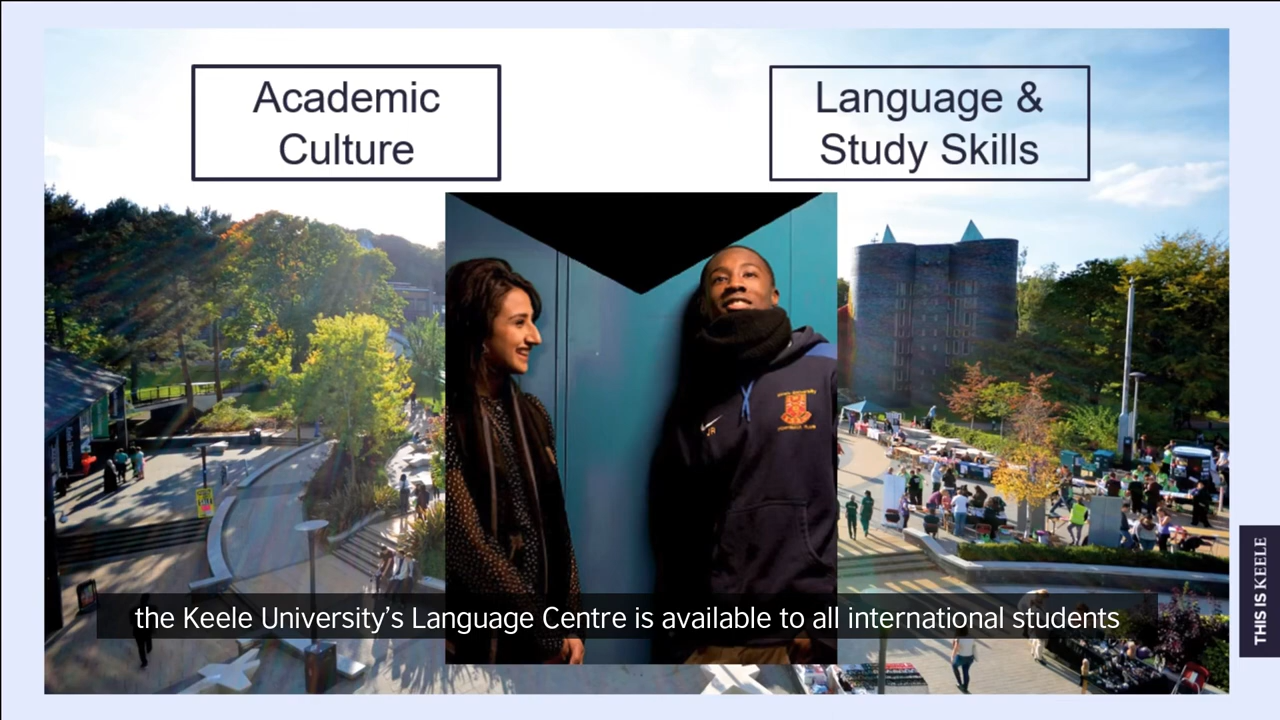 Academic
Culture
Language &
Study Skills
JR
the Keele University’s Language Centre is available to all international students
THIS IS KEELE